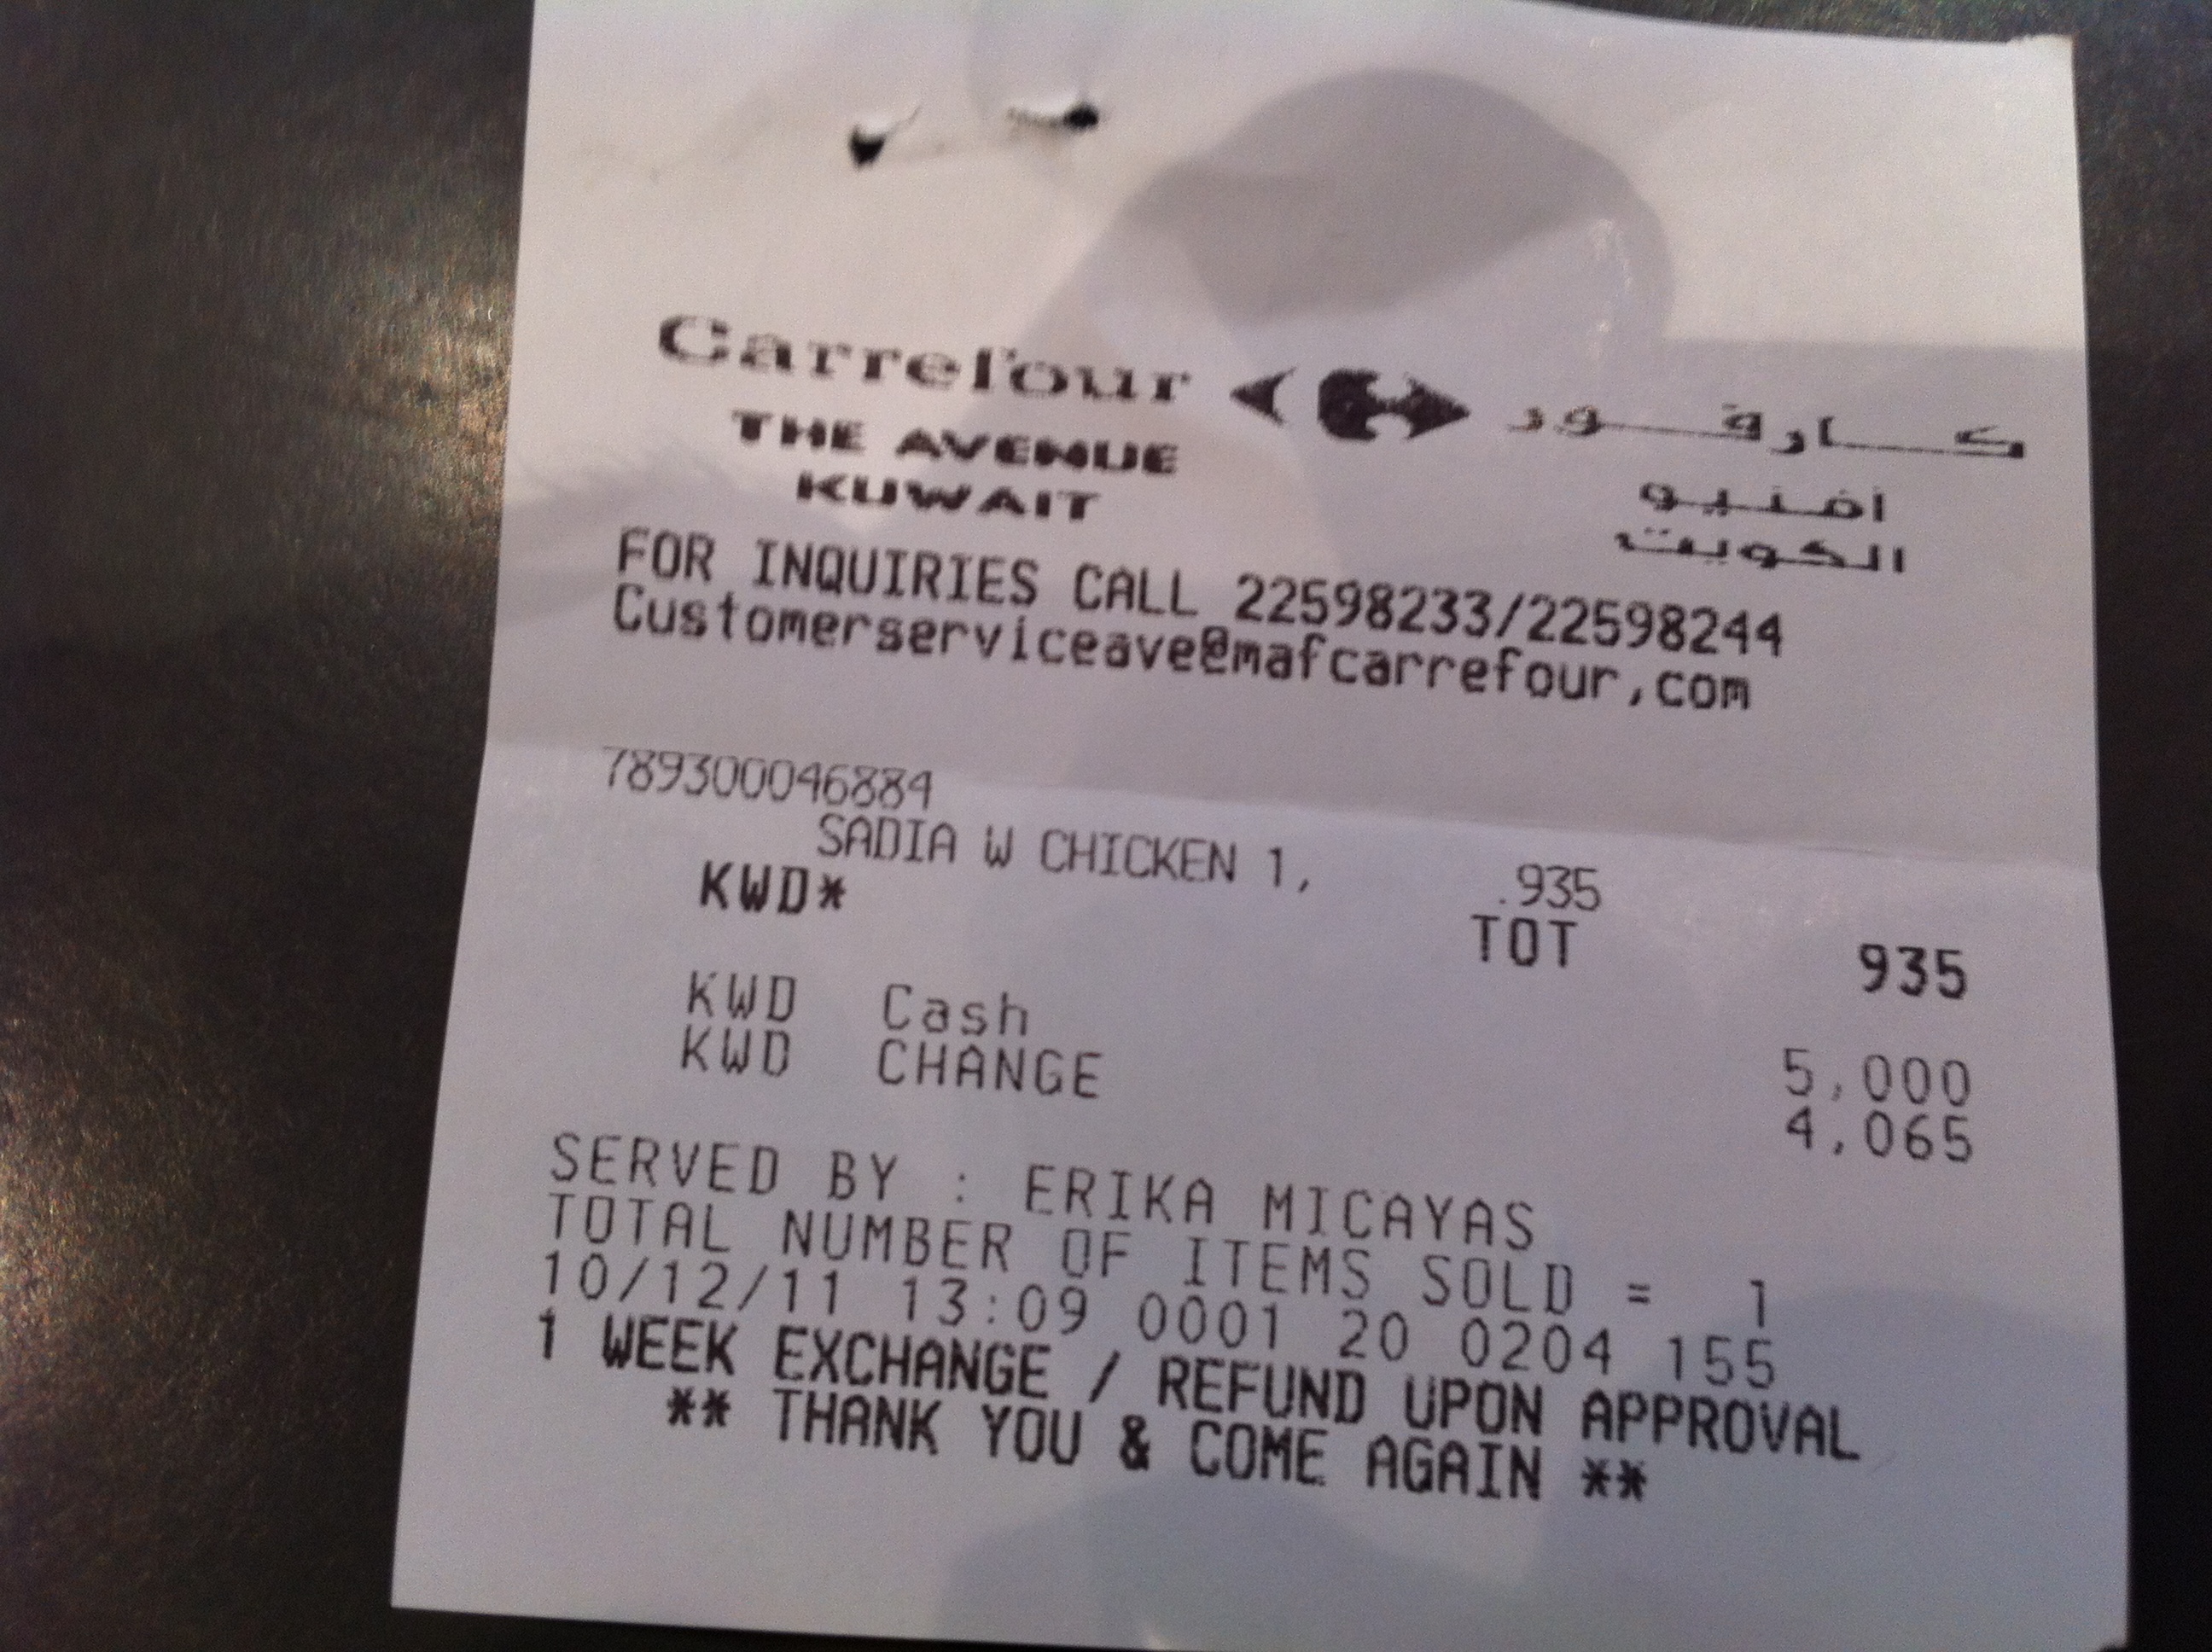 Carrefour كارفور
THE AVENUE افنيو
KUWAIT الكويت
FOR INQUIRIES CALL 22598233/22598244
Customerserviceave@mafcarrefour,com
789300046884
SADIA W CHICKEN 1, .935
KWD* TOT 935
KWD Cash 5,000
KWD CHANGE 4,065
SERVED BY : ERIKA MICAYAS
TOTAL NUMBER OF ITEMS SOLD = 1
10/12/11 13:09 0001 20 0204 155
1 WEEK EXCHANGE / REFUND UPON APPROVAL
** THANK YOU & COME AGAIN **